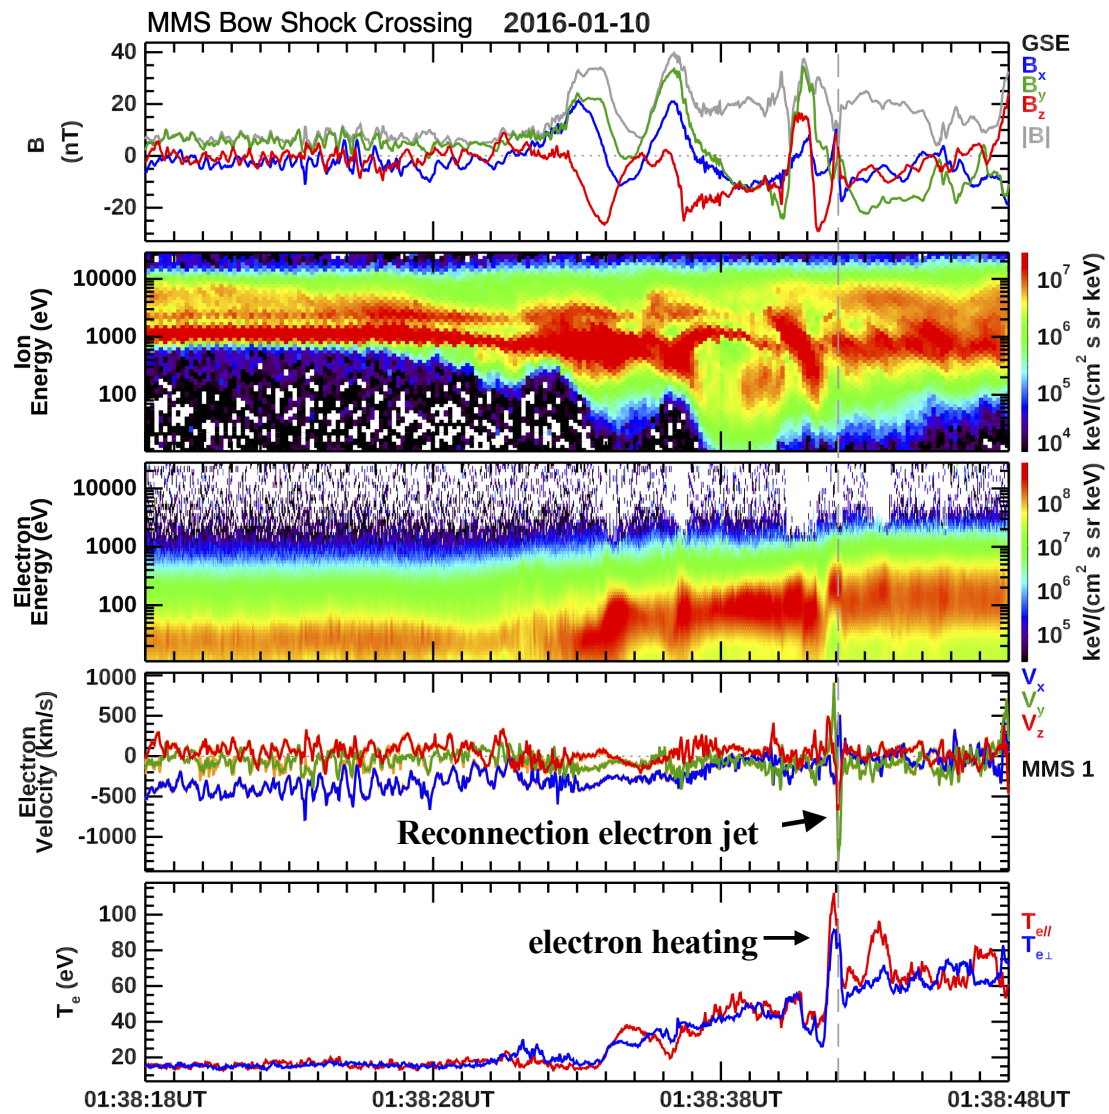 MMS Bow Shock Crossing 2016-01-10
GSE
Bx
By
Bz
|B|
B
(nT)
40
20
0
-20
Ion
Energy (eV)
10000
1000
100
10^7
10^6
10^5
10^4
keV/(cm^2 s sr keV)
Electron
Energy (eV)
10000
1000
100
10^8
10^7
10^6
10^5
keV/(cm^2 s sr keV)
Electron
Velocity (km/s)
1000
500
0
-500
-1000
Vx
Vy
Vz
MMS 1
Reconnection electron jet
Te (eV)
100
80
60
40
20
electron heating
Te//
Te⊥
01:38:18UT 01:38:28UT 01:38:38UT 01:38:48UT